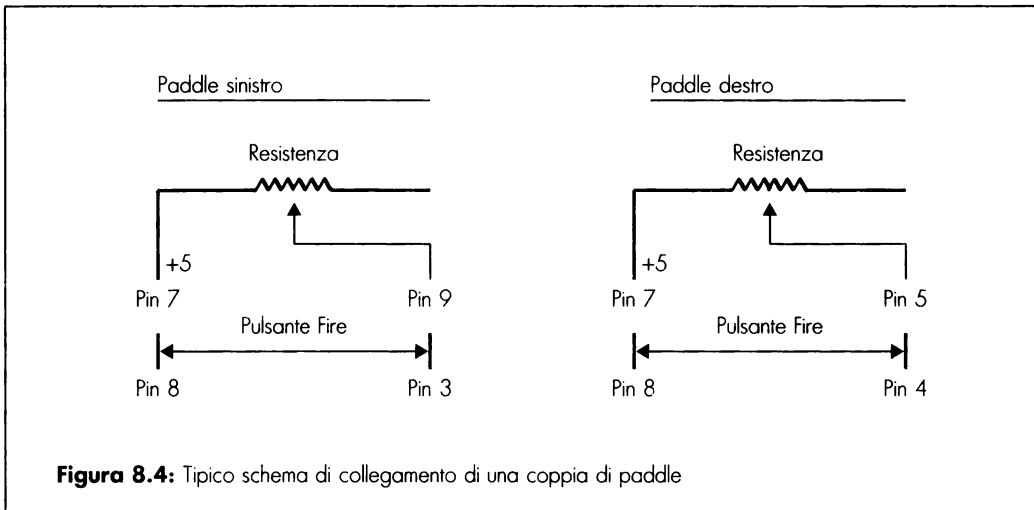 Paddle sinistro
Paddle destro
Resistenza
Resistenza
+5
+5
Pin 7
Pin 9
Pin 7
Pin 5
Pulsante Fire
Pulsante Fire
Pin 8
Pin 3
Pin 8
Pin 4
Figura 8.4: Tipico schema di collegamento di una coppia di paddle